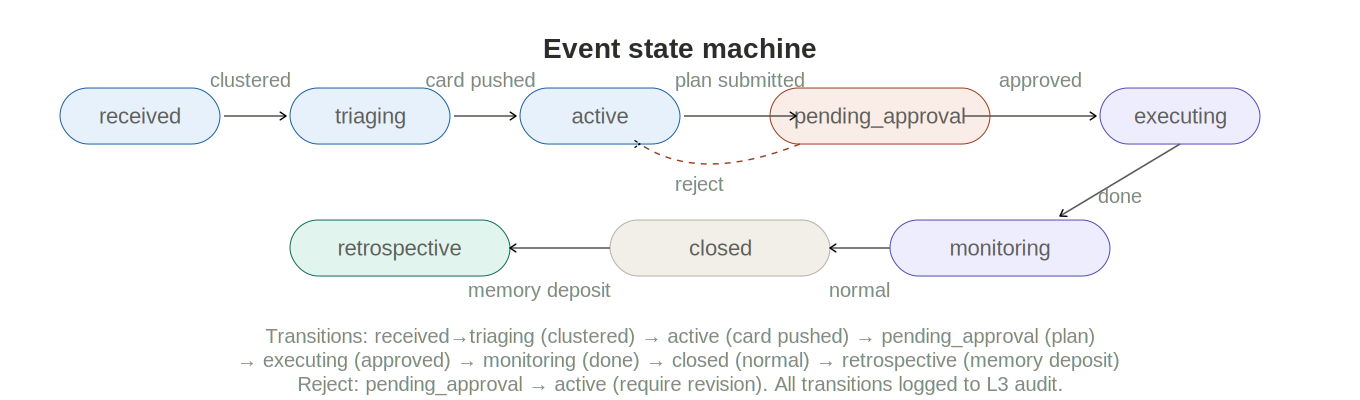 Event state machine
clustered
card pushed
plan submitted
approved
received
triaging
active
pending_approval
executing
reject
done
retrospective
closed
monitoring
memory deposit
normal
Transitions: received→triaging (clustered) → active (card pushed) → pending_approval (plan)
→ executing (approved) → monitoring (done) → closed (normal) → retrospective (memory deposit)
Reject: pending_approval → active (require revision). All transitions logged to L3 audit.